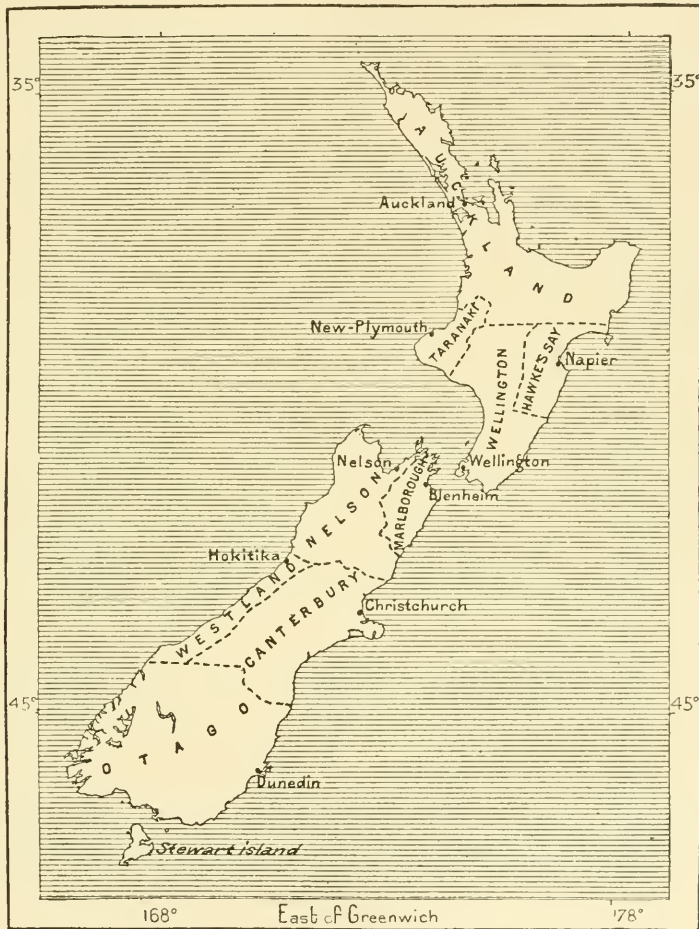 35°
35°
AUCKLAND
Auckland
New-Plymouth
TARANAKI
WELLINGTON
HAWKE'S BAY
Napier
Nelson
Wellington
NELSON
MARLBOROUGH
Blenheim
Hokitika
WESTLAND
CANTERBURY
Christchurch
45°
45°
OTAGO
Dunedin
Stewart island
168°
East of Greenwich
178°